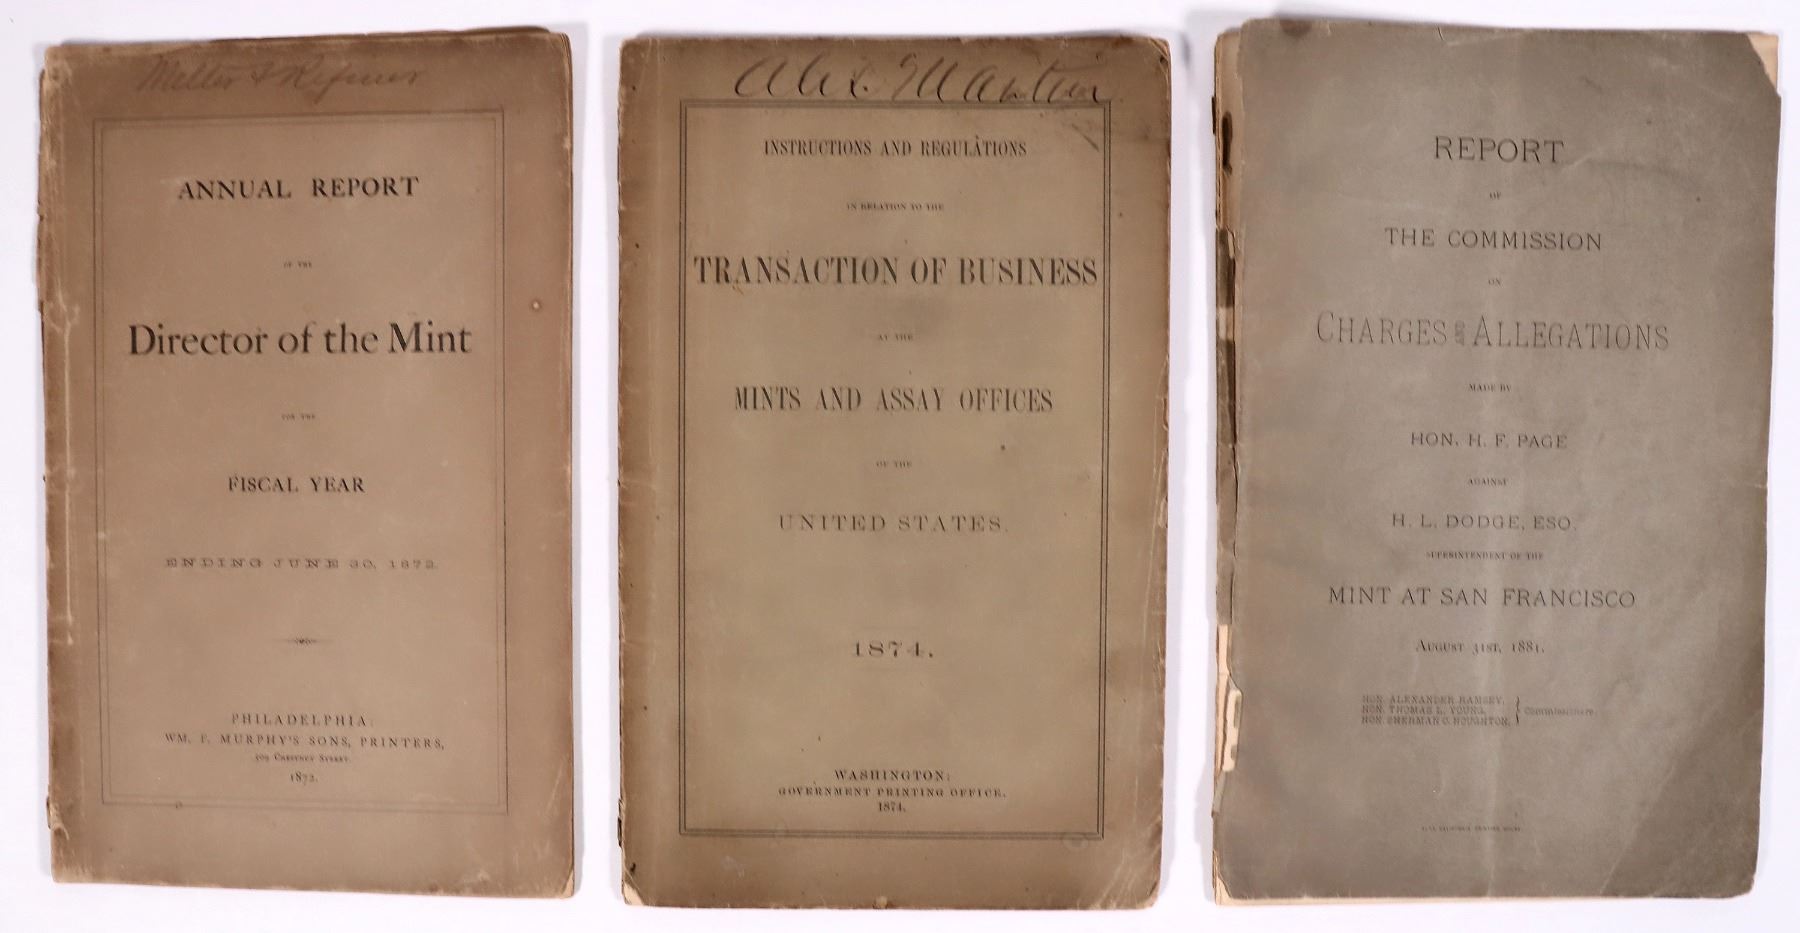 Melter & Refiner
ANNUAL REPORT
OF THE
Director of the Mint
FOR THE
FISCAL YEAR
ENDING JUNE 30, 1872.
PHILADELPHIA:
WM. F. MURPHY'S SONS, PRINTERS,
509 CHESTNUT STREET.
1872.
Alex. Martin
INSTRUCTIONS AND REGULATIONS
IN RELATION TO THE
TRANSACTION OF BUSINESS
AT THE
MINTS AND ASSAY OFFICES
OF THE
UNITED STATES.
1874.
WASHINGTON:
GOVERNMENT PRINTING OFFICE.
1874.
REPORT
OF
THE COMMISSION
ON
CHARGES AND ALLEGATIONS
MADE BY
HON. H. F. PAGE
AGAINST
H. L. DODGE, ESQ.
SUPERINTENDENT OF THE
MINT AT SAN FRANCISCO
AUGUST 31ST, 1881.
HON. ALEXANDER RAMSEY,
HON. THOMAS L. YOUNG, Commissioners.
HON. SHERMAN O. HOUGHTON,